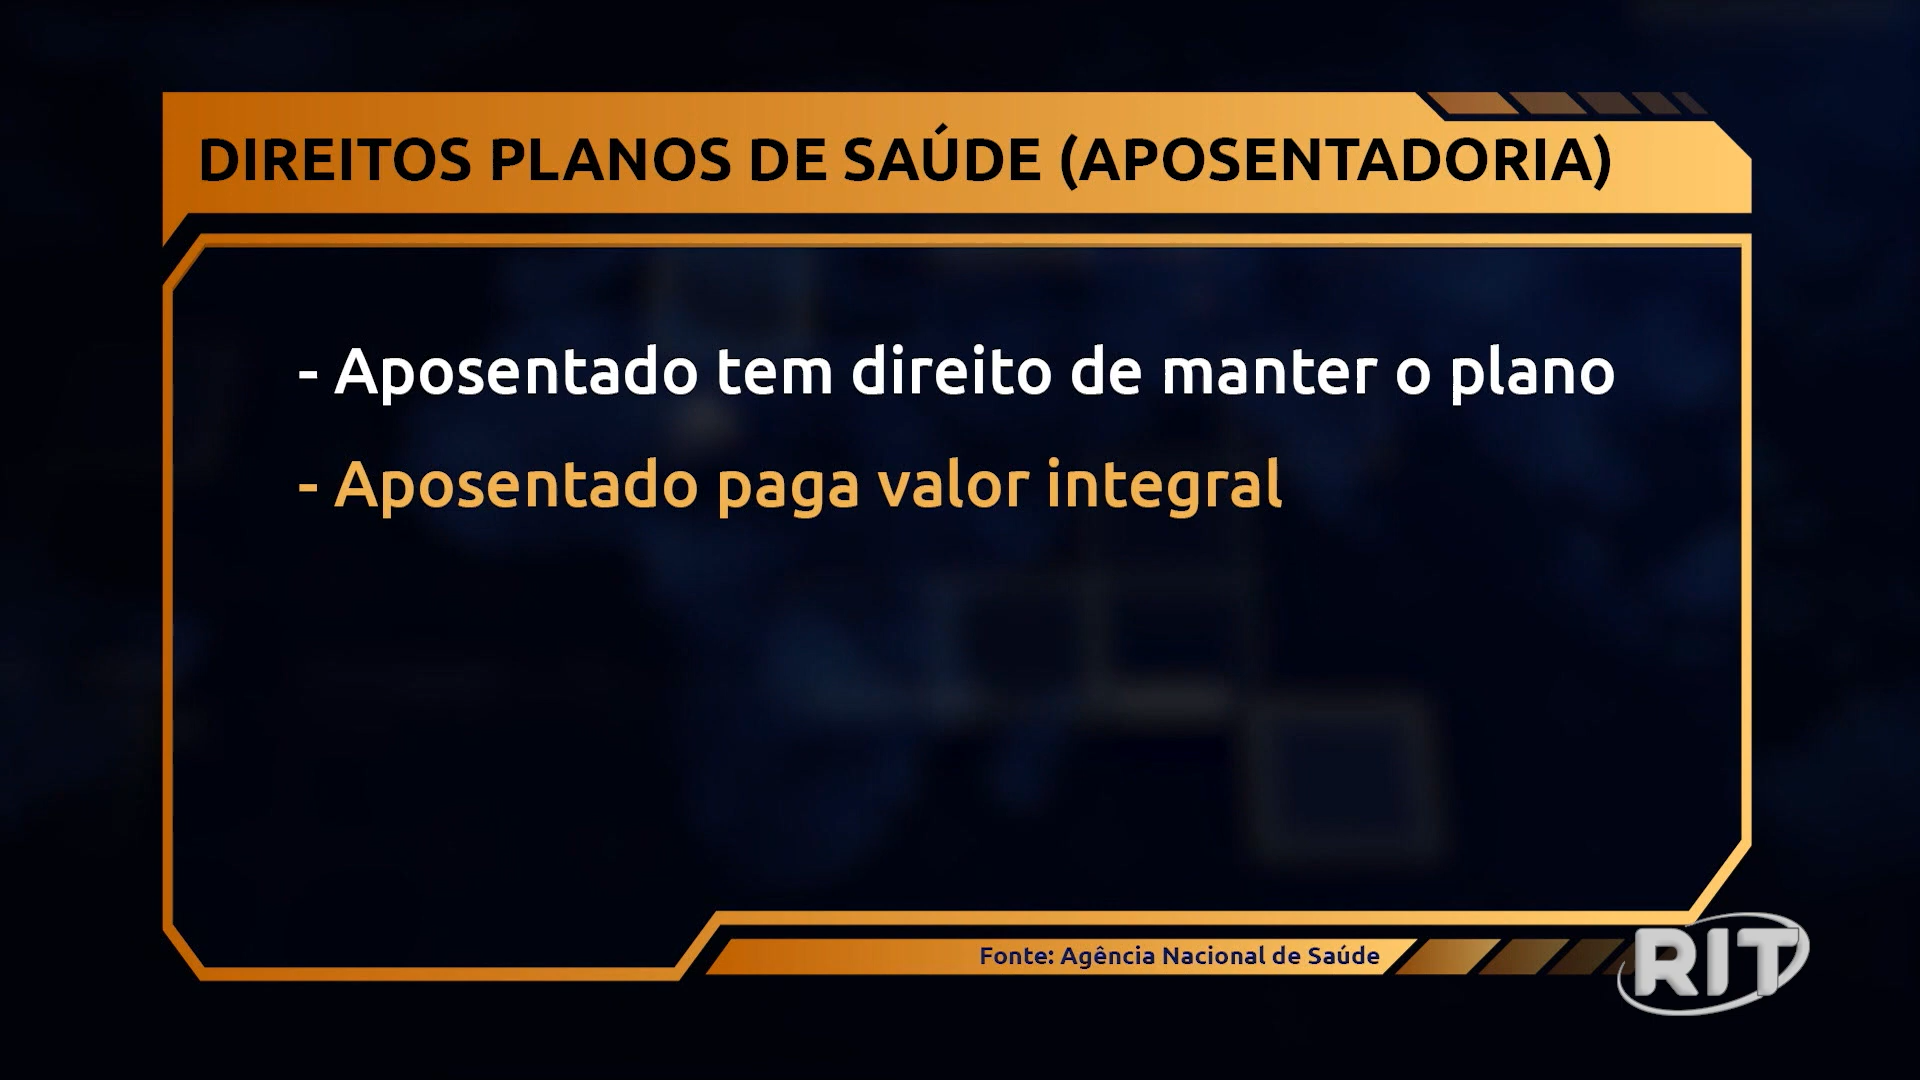 DIREITOS PLANOS DE SAÚDE (APOSENTADORIA)
- Aposentado tem direito de manter o plano
- Aposentado paga valor integral
Fonte: Agência Nacional de Saúde
RIT